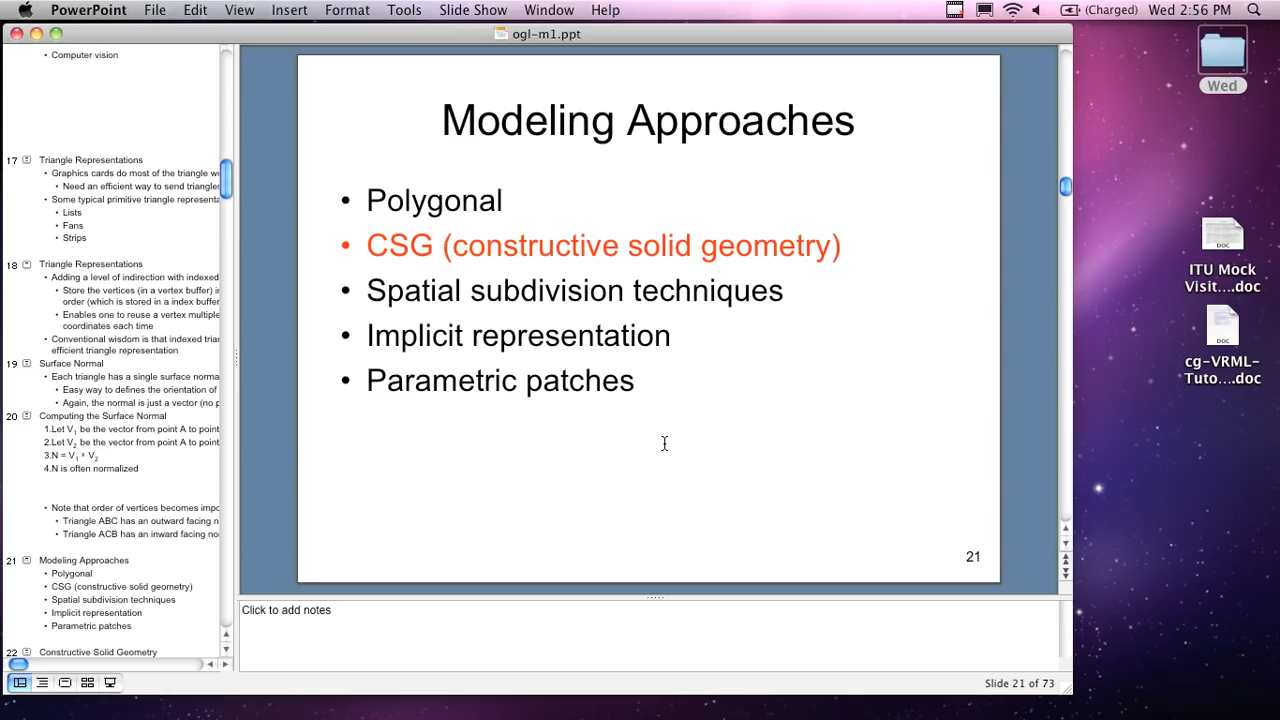 PowerPoint File Edit View Insert Format Tools Slide Show Window Help (Charged) Wed 2:56 PM
ogl-m1.ppt
• Computer vision
17 Triangle Representations
• Graphics cards do most of the triangle w
• Need an efficient way to send triangles
• Some typical primitive triangle representa
• Lists
• Fans
• Strips
18 Triangle Representations
• Adding a level of indirection with indexed
• Store the vertices (in a vertex buffer) in
order (which is stored in a index buffer
• Enables one to reuse a vertex multiple
coordinates each time
• Conventional wisdom is that indexed trian
efficient triangle representation
19 Surface Normal
• Each triangle has a single surface norma
• Easy way to defines the orientation of
• Again, the normal is just a vector (no p
20 Computing the Surface Normal
1.Let V1 be the vector from point A to point
2.Let V2 be the vector from point A to point
3.N = V1 × V2
4.N is often normalized
• Note that order of vertices becomes impo
• Triangle ABC has an outward facing n
• Triangle ACB has an inward facing no
21 Modeling Approaches
• Polygonal
• CSG (constructive solid geometry)
• Spatial subdivision techniques
• Implicit representation
• Parametric patches
22 Constructive Solid Geometry
Modeling Approaches
• Polygonal
• CSG (constructive solid geometry)
• Spatial subdivision techniques
• Implicit representation
• Parametric patches
21
Click to add notes
Slide 21 of 73
Wed
DOC
ITU Mock
Visit....doc
DOC
cg-VRML-
Tuto....doc